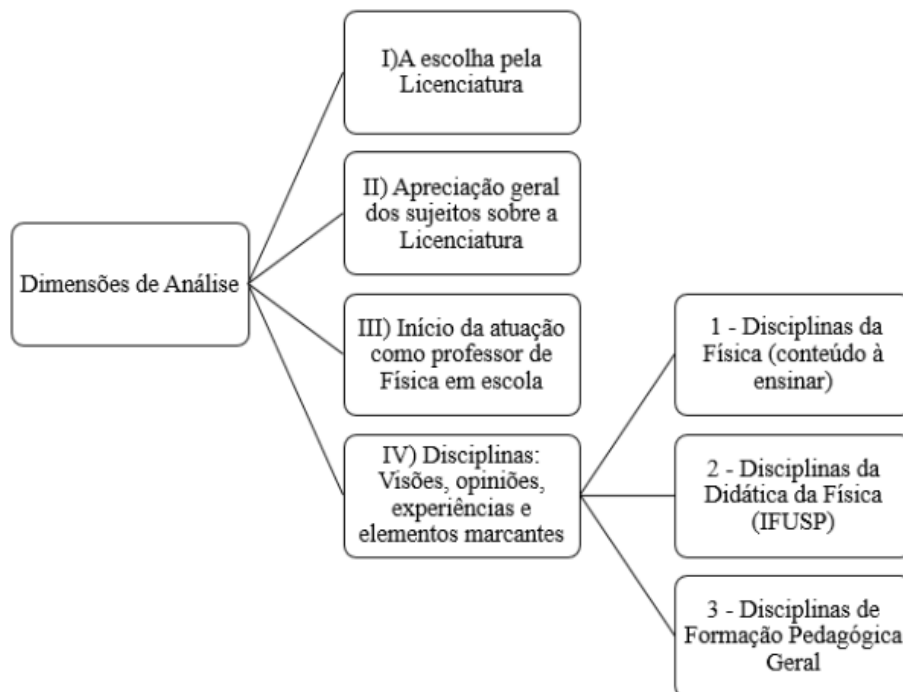 I)A escolha pela
Licenciatura
II) Apreciação geral
dos sujeitos sobre a
Licenciatura
Dimensões de Análise
III) Início da atuação
como professor de
Física em escola
IV) Disciplinas:
Visões, opiniões,
experiências e
elementos marcantes
1 - Disciplinas da
Física (conteúdo à
ensinar)
2 - Disciplinas da
Didática da Física
(IFUSP)
3 - Disciplinas de
Formação Pedagógica
Geral